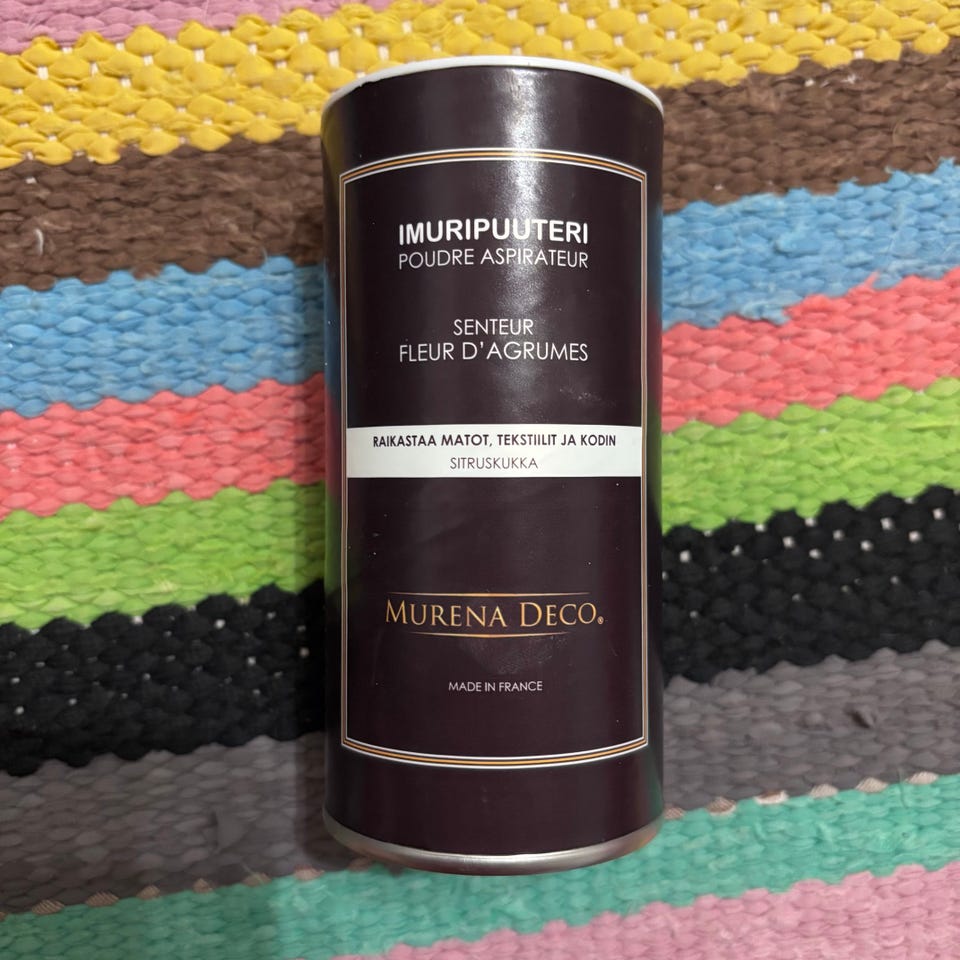 IMURIPUUTERI
POUDRE ASPIRATEUR
SENTEUR
FLEUR D'AGRUMES
RAIKASTAA MATOT, TEKSTIILIT JA KODIN
SITRUSKUKKA
MURENA DECO®
MADE IN FRANCE